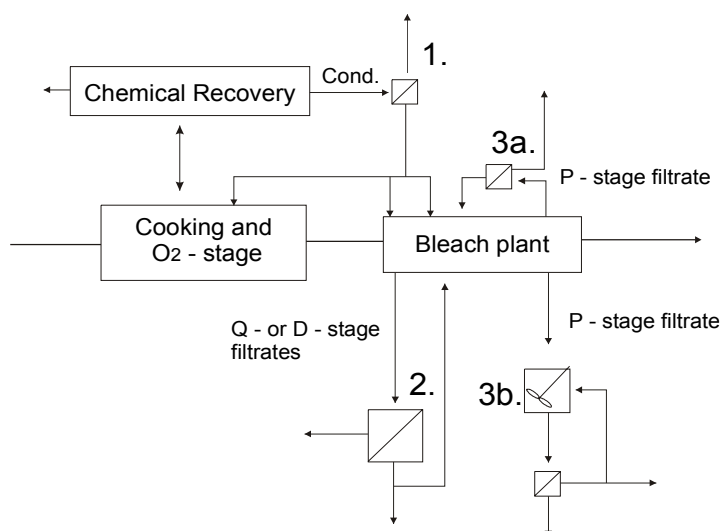 1.
Cond.
Chemical Recovery
3a.
P - stage filtrate
Cooking and
O2 - stage
Bleach plant
Q - or D - stage
filtrates
P - stage filtrate
2.
3b.